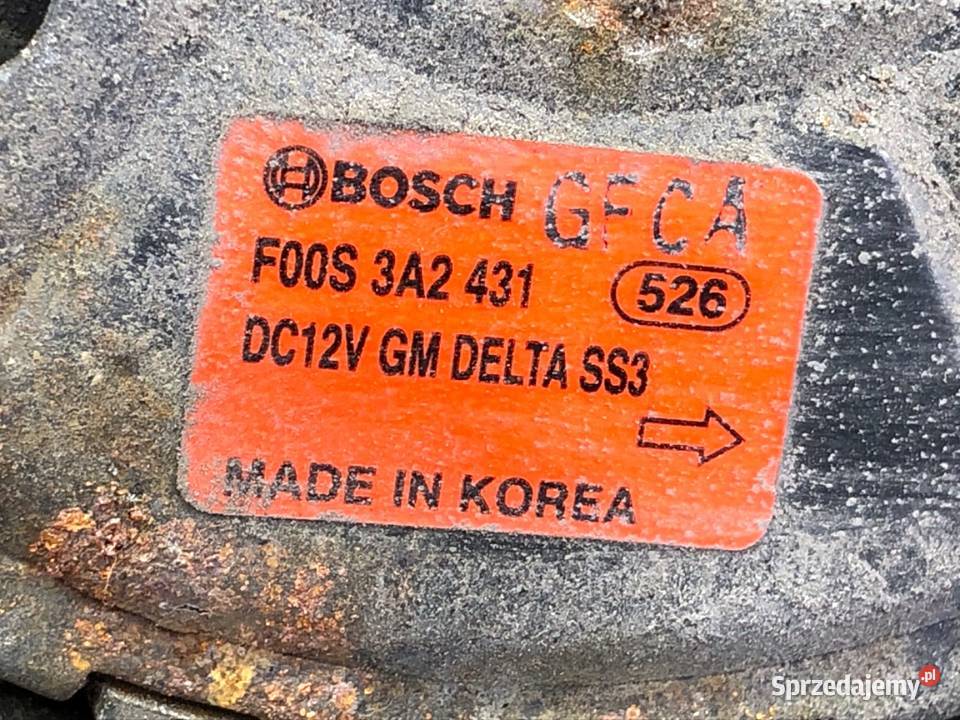 BOSCH GFCA
F00S 3A2 431 526
DC12V GM DELTA SS3
MADE IN KOREA
Sprzedajemy.pl